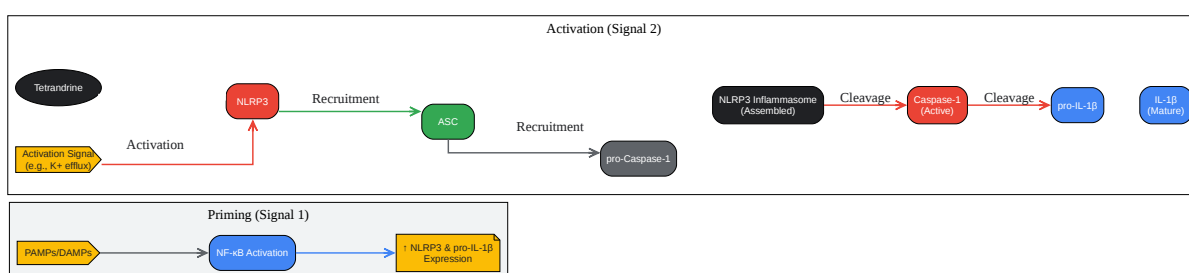 Activation (Signal 2)
Tetrandrine
NLRP3
Recruitment
ASC
Recruitment
pro-Caspase-1
Activation Signal
(e.g., K+ efflux)
Activation
NLRP3 Inflammasome
(Assembled)
Cleavage
Caspase-1
(Active)
Cleavage
pro-IL-1β
IL-1β
(Mature)
Priming (Signal 1)
PAMPs/DAMPs
NF-κB Activation
↑ NLRP3 & pro-IL-1β
Expression